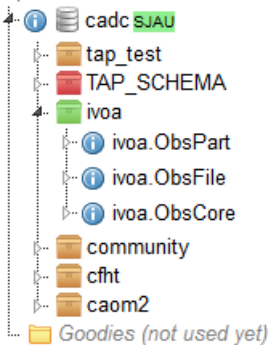 cadc SJAU
tap_test
TAP_SCHEMA
ivoa
ivoa.ObsPart
ivoa.ObsFile
ivoa.ObsCore
community
cfht
caom2
Goodies (not used yet)